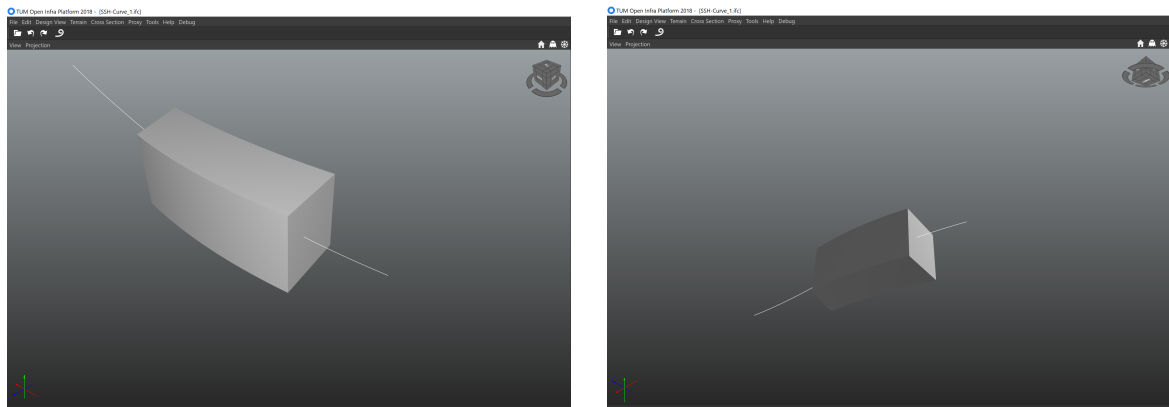 TUM Open Infra Platform 2018 - [SSH-Curve_1.ifc]
File Edit Design View Terrain Cross Section Proxy Tools Help Debug
View Projection
TUM Open Infra Platform 2018 - [SSH-Curve_1.ifc]
File Edit Design View Terrain Cross Section Proxy Tools Help Debug
View Projection